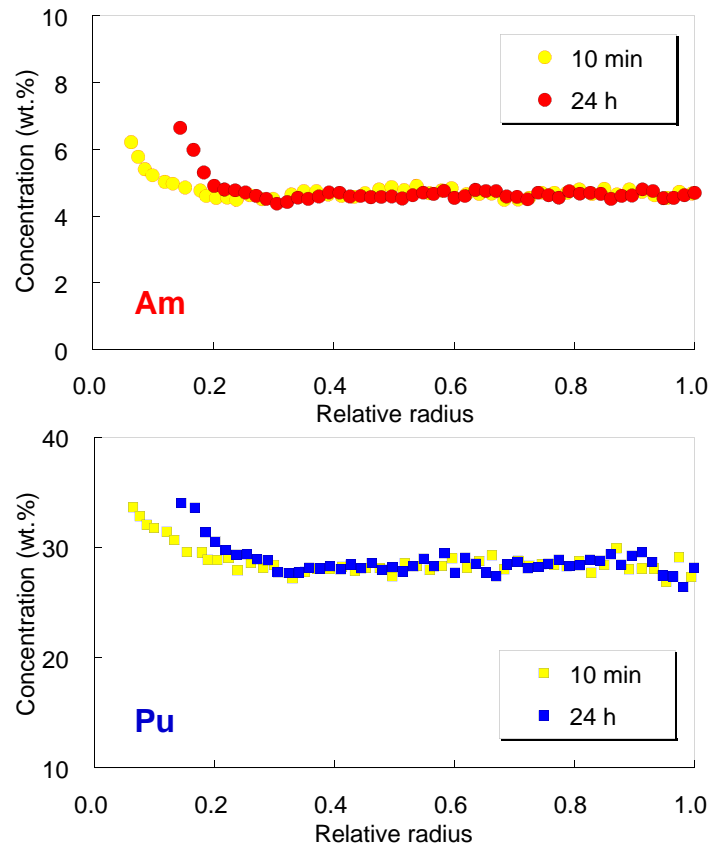 10
8
6
4
2
0
Concentration (wt.%)
10 min
24 h
Am
0.0 0.2 0.4 0.6 0.8 1.0
Relative radius
40
30
20
10
Concentration (wt.%)
10 min
24 h
Pu
0.0 0.2 0.4 0.6 0.8 1.0
Relative radius